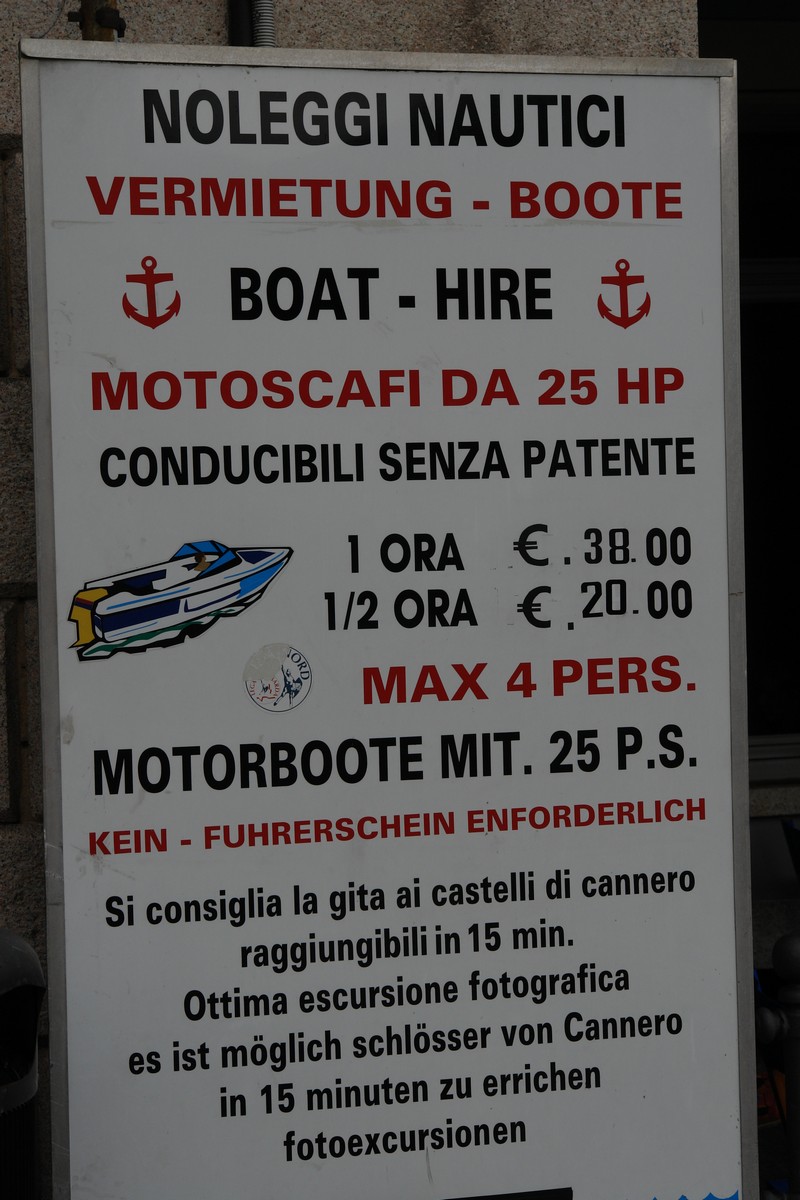 NOLEGGI NAUTICI
VERMIETUNG - BOOTE
BOAT - HIRE
MOTOSCAFI DA 25 HP
CONDUCIBILI SENZA PATENTE
1 ORA €.38.00
1/2 ORA €.20.00
MAX 4 PERS.
MOTORBOOTE MIT. 25 P.S.
KEIN - FUHRERSCHEIN ENFORDERLICH
Si consiglia la gita ai castelli di cannero
raggiungibili in 15 min.
Ottima escursione fotografica
es ist möglich schlösser von Cannero
in 15 minuten zu errichen
fotoexcursionen